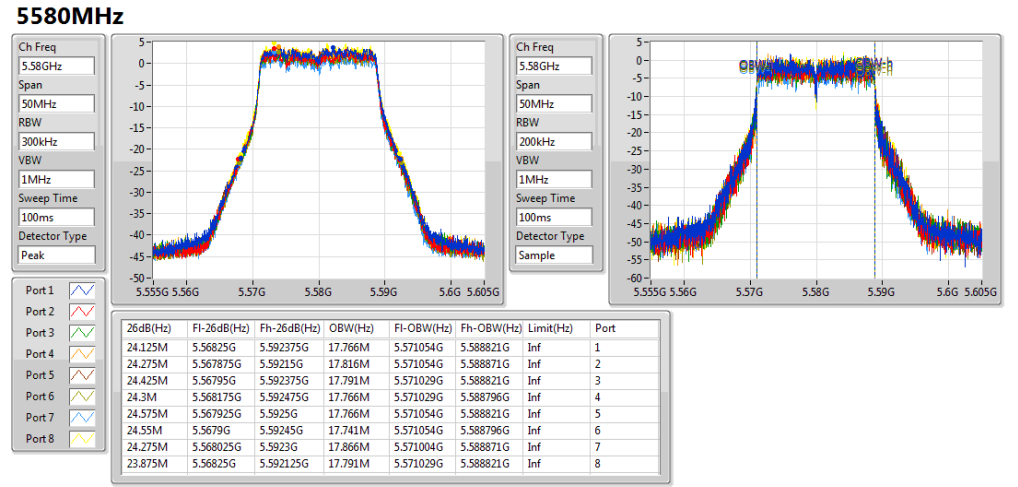 5580MHz
Ch Freq
5.58GHz
Span
50MHz
RBW
300kHz
VBW
1MHz
Sweep Time
100ms
Detector Type
Peak
5
0
-5
-10
-15
-20
-25
-30
-35
-40
-45
-50
5.555G 5.56G 5.57G 5.58G 5.59G 5.6G 5.605G
Ch Freq
5.58GHz
Span
50MHz
RBW
200kHz
VBW
1MHz
Sweep Time
100ms
Detector Type
Sample
5
0
-5
-10
-15
-20
-25
-30
-35
-40
-45
-50
-55
-60
5.555G 5.56G 5.57G 5.58G 5.59G 5.6G 5.605G
Port 1
Port 2
Port 3
Port 4
Port 5
Port 6
Port 7
Port 8
26dB(Hz) Fl-26dB(Hz) Fh-26dB(Hz) OBW(Hz) Fl-OBW(Hz) Fh-OBW(Hz) Limit(Hz) Port
24.125M 5.56825G 5.592375G 17.766M 5.571054G 5.588821G Inf 1
24.275M 5.567875G 5.59215G 17.816M 5.571054G 5.588871G Inf 2
24.425M 5.56795G 5.592375G 17.791M 5.571029G 5.588821G Inf 3
24.3M 5.568175G 5.592475G 17.766M 5.571029G 5.588796G Inf 4
24.575M 5.567925G 5.5925G 17.766M 5.571054G 5.588821G Inf 5
24.55M 5.5679G 5.59245G 17.741M 5.571054G 5.588796G Inf 6
24.275M 5.568025G 5.5923G 17.866M 5.571004G 5.588871G Inf 7
23.875M 5.56825G 5.592125G 17.791M 5.571029G 5.588821G Inf 8